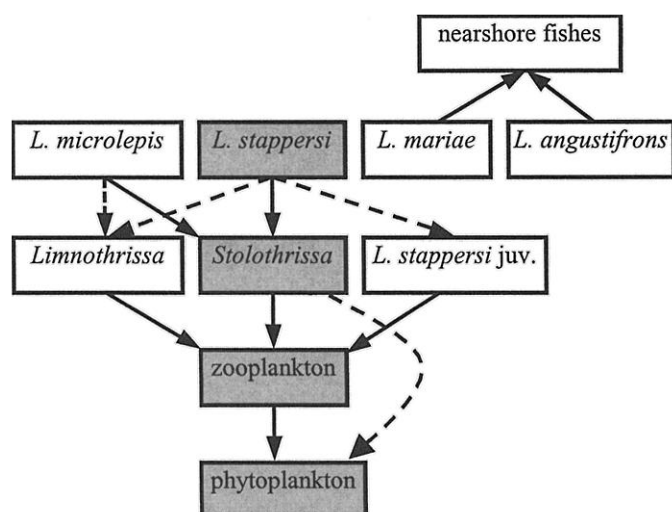 nearshore fishes
L. microlepis
L. stappersi
L. mariae
L. angustifrons
Limnothrissa
Stolothrissa
L. stappersi juv.
zooplankton
phytoplankton